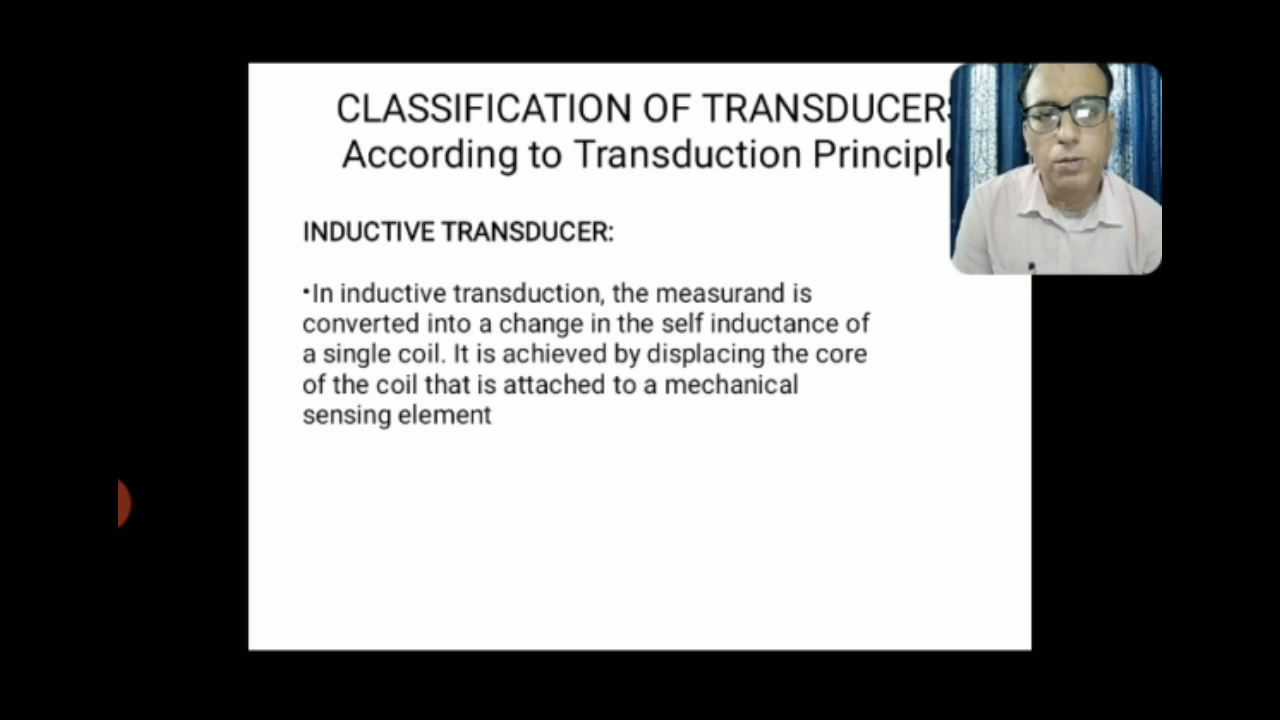 CLASSIFICATION OF TRANSDUCERS
According to Transduction Principle
INDUCTIVE TRANSDUCER:
•In inductive transduction, the measurand is
converted into a change in the self inductance of
a single coil. It is achieved by displacing the core
of the coil that is attached to a mechanical
sensing element